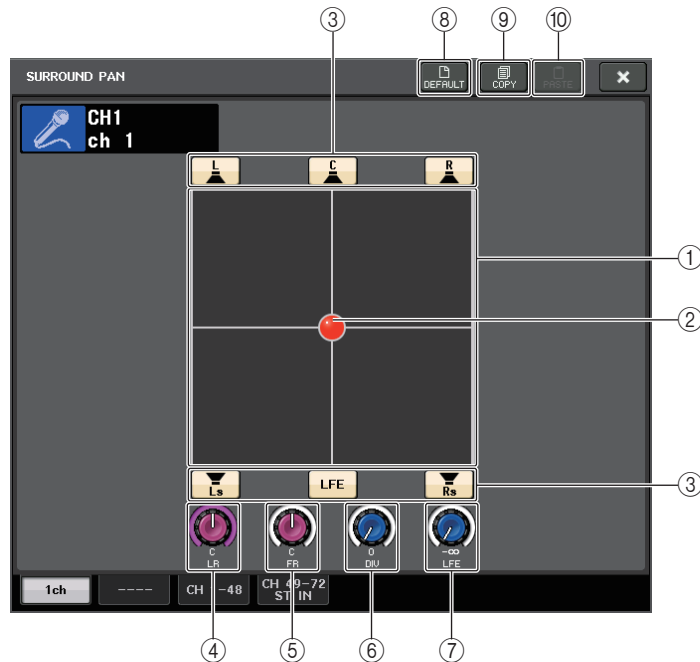 ③ ⑧ ⑨ ⑩
SURROUND PAN
DEFAULT
COPY
PASTE
CH1
ch 1
L C R
①
②
Ls LFE Rs
③
C C 0 -∞
LR FR DIV LFE
1ch ---- CH -48 CH 49-72
ST IN
④ ⑤ ⑥ ⑦